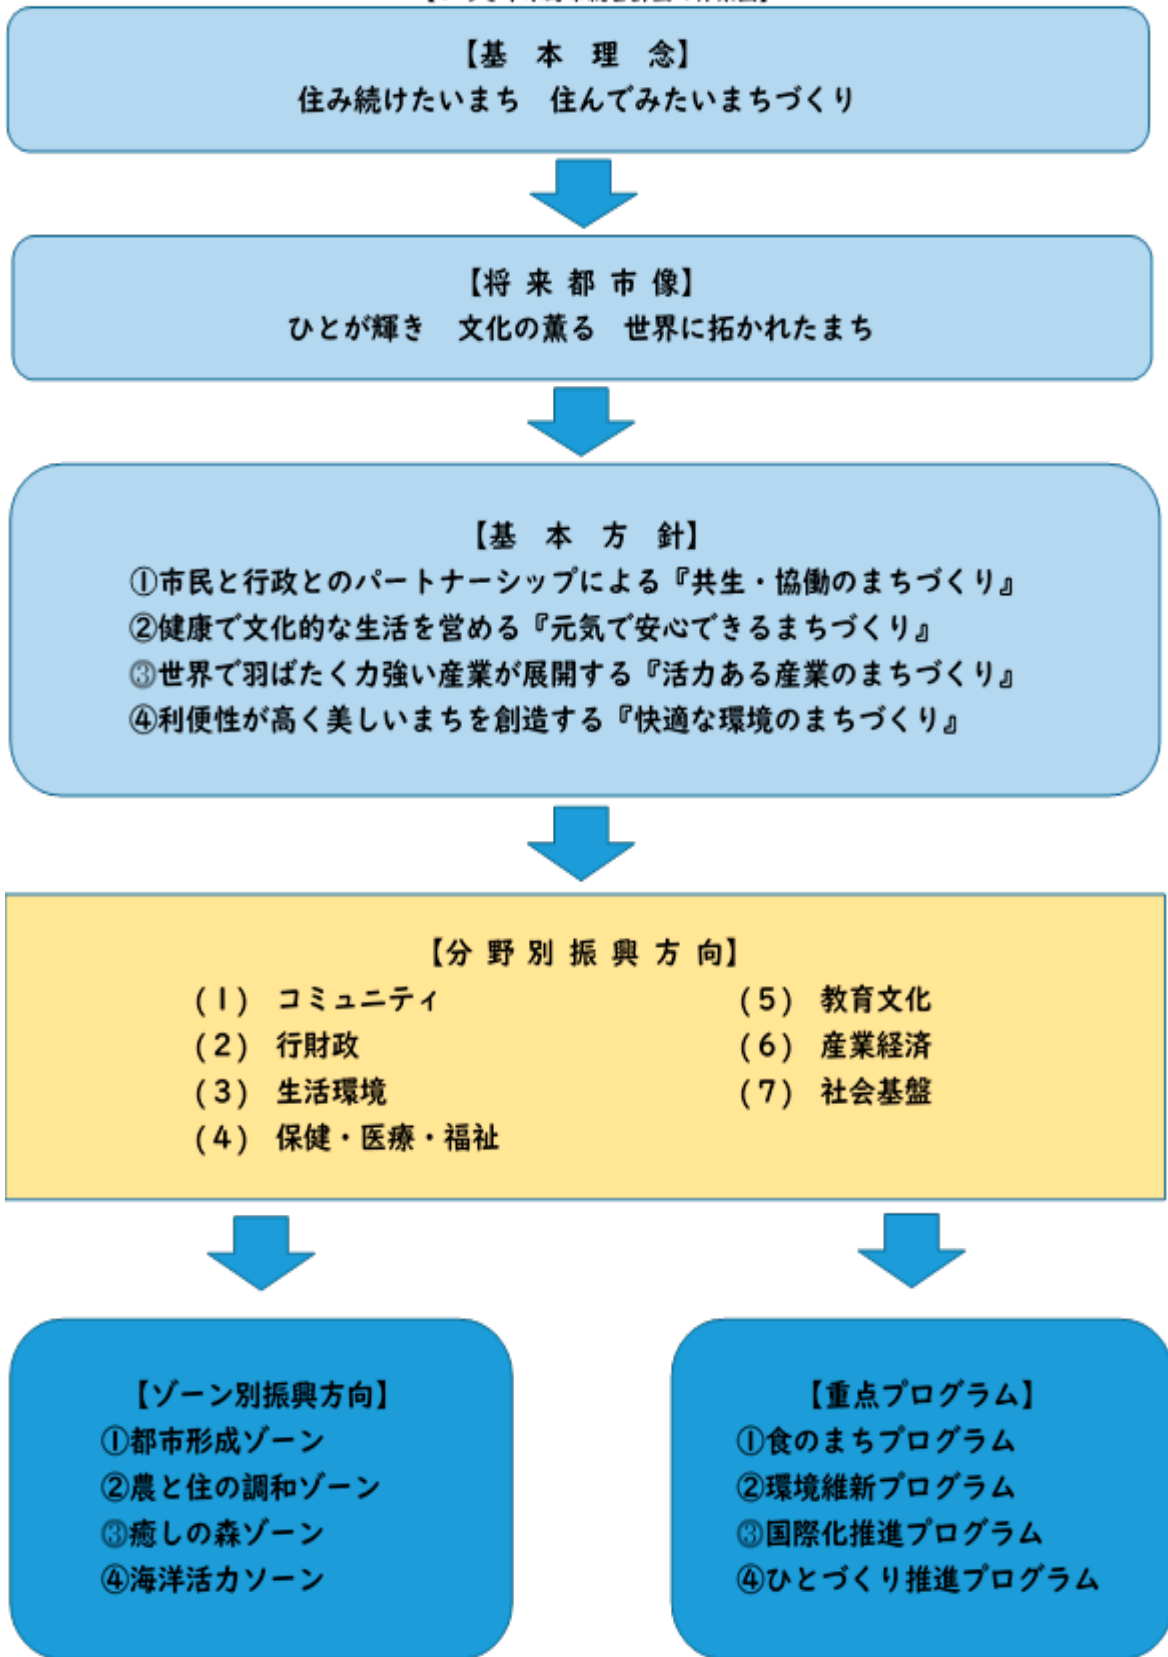 【基　本　理　念】
住み続けたいまち　住んでみたいまちづくり
【将 来 都 市 像】
ひとが輝き　文化の薫る　世界に拓かれたまち
【基　本　方　針】
①市民と行政とのパートナーシップによる『共生・協働のまちづくり』
②健康で文化的な生活を営める『元気で安心できるまちづくり』
③世界で羽ばたく力強い産業が展開する『活力ある産業のまちづくり』
④利便性が高く美しいまちを創造する『快適な環境のまちづくり』
【分 野 別 振 興 方 向】
(1)　コミュニティ
(2)　行財政
(3)　生活環境
(4)　保健・医療・福祉
(5)　教育文化
(6)　産業経済
(7)　社会基盤
【ゾーン別振興方向】
①都市形成ゾーン
②農と住の調和ゾーン
③癒しの森ゾーン
④海洋活力ゾーン
【重点プログラム】
①食のまちプログラム
②環境維新プログラム
③国際化推進プログラム
④ひとづくり推進プログラム